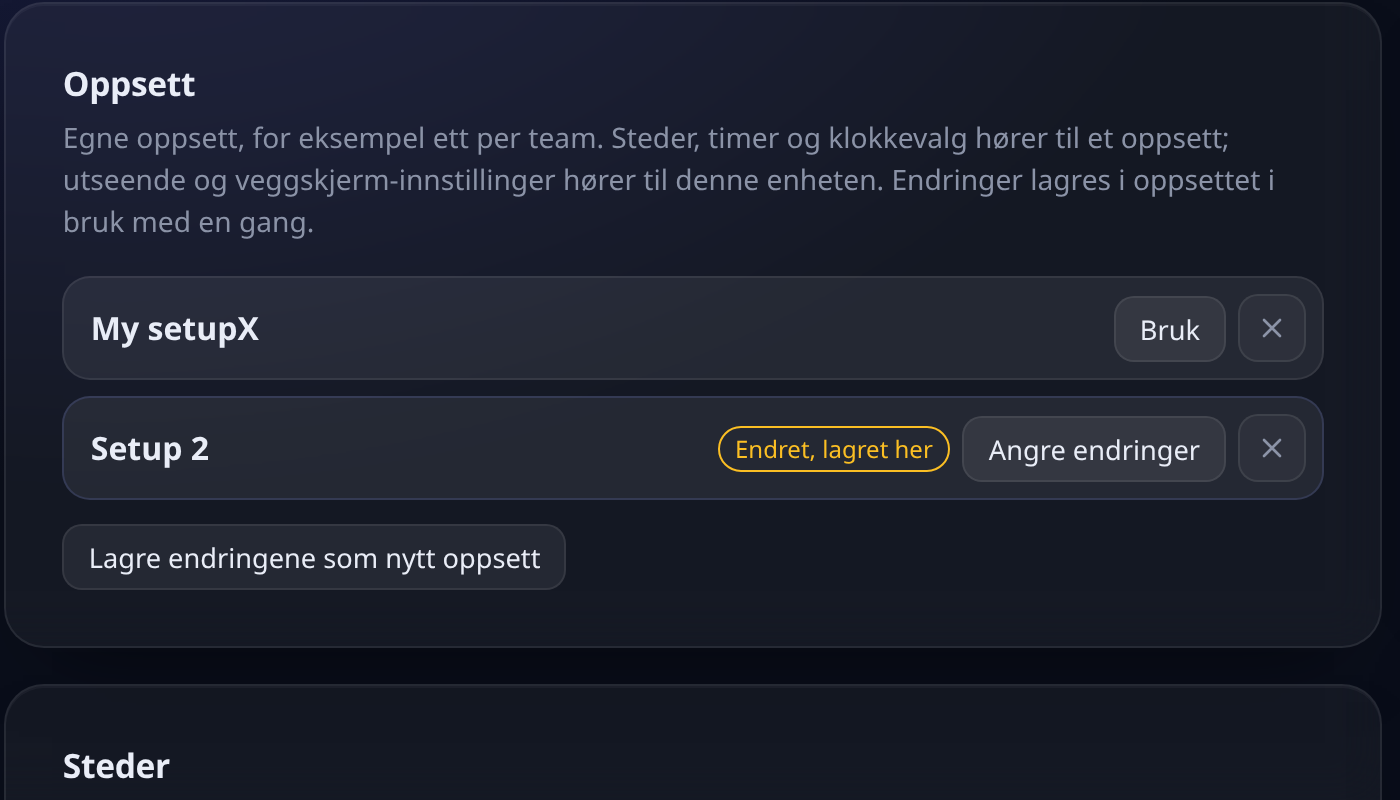 Oppsett
Egne oppsett, for eksempel ett per team. Steder, timer og klokkevalg hører til et oppsett;
utseende og veggskjerm-innstillinger hører til denne enheten. Endringer lagres i oppsettet i
bruk med en gang.
My setupX
Bruk
Setup 2
Endret, lagret her
Angre endringer
Lagre endringene som nytt oppsett
Steder